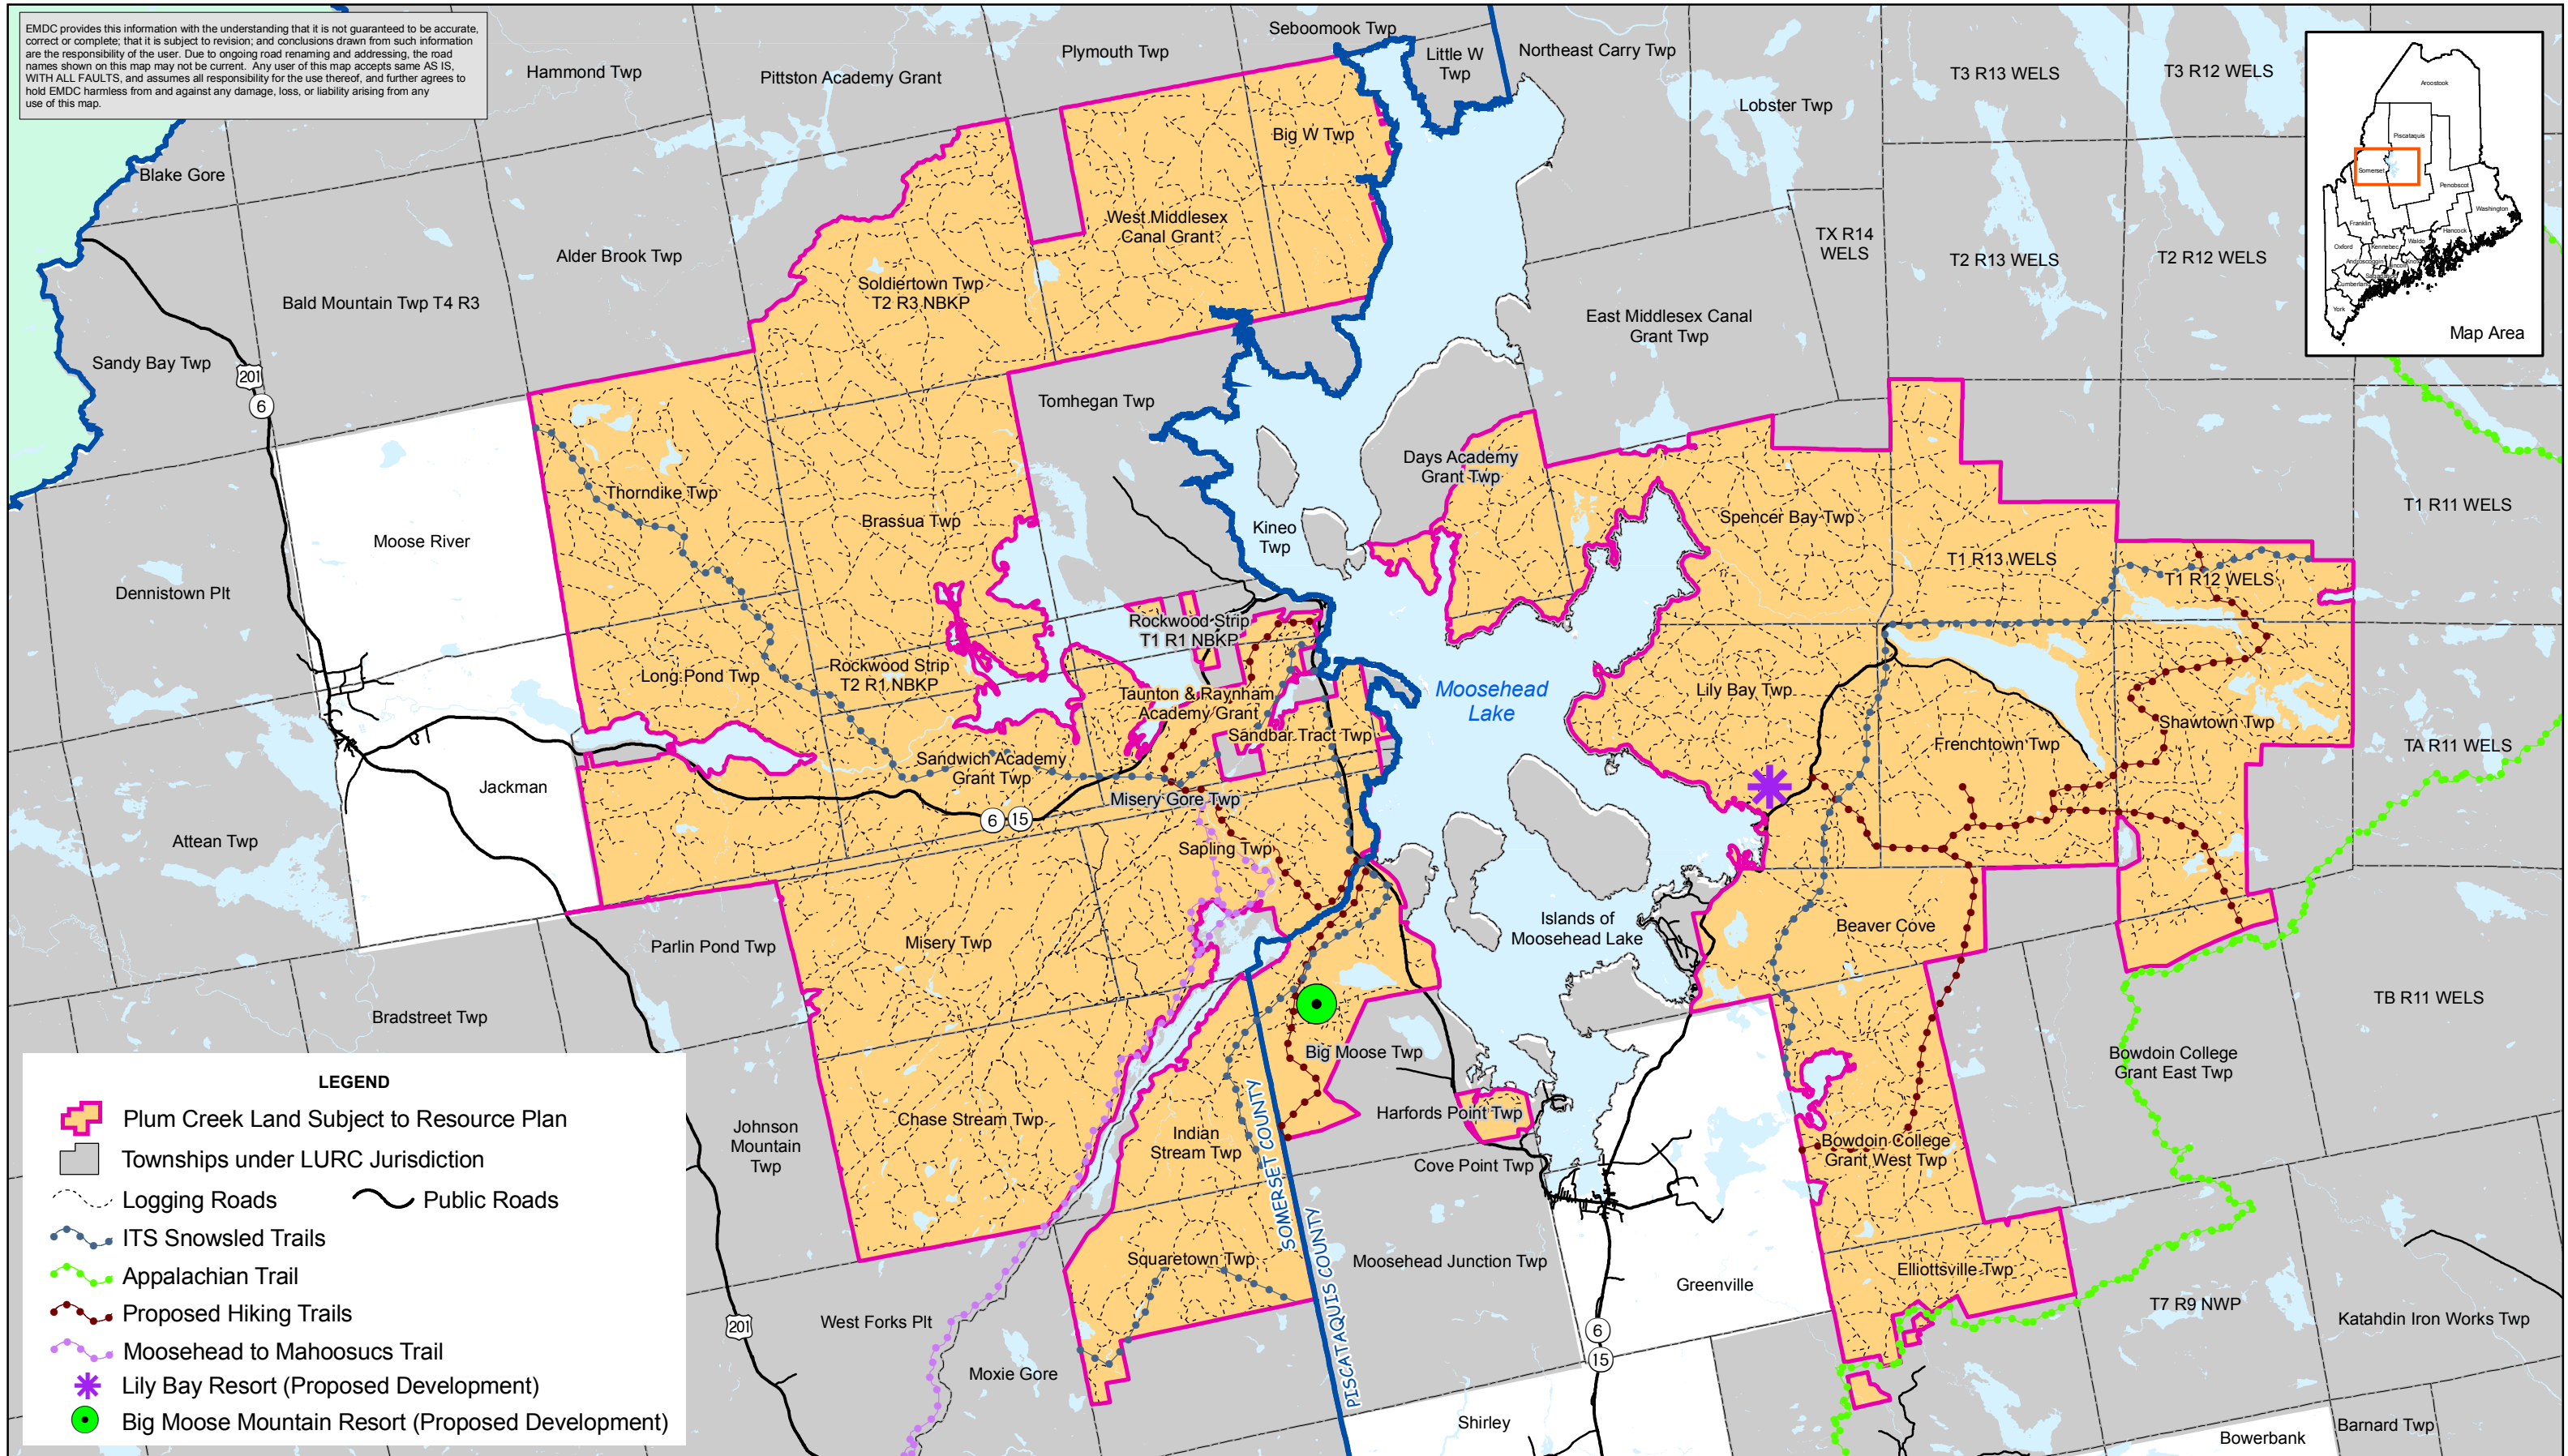 EMDC provides this information with the understanding that it is not guaranteed to be accurate,
correct or complete; that it is subject to revision; and conclusions drawn from such information
are the responsibility of the user. Due to ongoing road renaming and addressing, the road
names shown on this map may not be current. Any user of this map accepts same AS IS,
WITH ALL FAULTS, and assumes all responsibility for the use thereof, and further agrees to
hold EMDC harmless from and against any damage, loss, or liability arising from any
use of this map.
Hammond Twp
Pittston Academy Grant
Plymouth Twp
Seboomook Twp
Little W
Twp
Northeast Carry Twp
Lobster Twp
T3 R13 WELS
T3 R12 WELS
Aroostook
Piscataquis
Somerset
Penobscot
Washington
Franklin
Hancock
Waldo
Oxford
Kennebec
Androscoggin
Lincoln
Knox
Cumberland
York
Map Area
Blake Gore
Big W Twp
West Middlesex
Canal Grant
TX R14
WELS
T2 R13 WELS
T2 R12 WELS
Alder Brook Twp
Soldiertown Twp
T2 R3 NBKP
Bald Mountain Twp T4 R3
East Middlesex Canal
Grant Twp
Sandy Bay Twp
201
6
Tomhegan Twp
Days Academy
Grant Twp
Thorndike Twp
Brassua Twp
Kineo
Twp
Spencer Bay Twp
T1 R11 WELS
Moose River
T1 R13 WELS
T1 R12 WELS
Dennistown Plt
Rockwood Strip
T1 R1 NBKP
Long Pond Twp
Rockwood Strip
T2 R1 NBKP
Taunton & Raynham
Academy Grant
Moosehead
Lake
Lily Bay Twp
Shawtown Twp
Sandbar Tract Twp
Frenchtown Twp
TA R11 WELS
Sandwich Academy
Grant Twp
Jackman
Misery Gore Twp
6
15
Attean Twp
Sapling Twp
Islands of
Moosehead Lake
Beaver Cove
Parlin Pond Twp
Misery Twp
TB R11 WELS
Bradstreet Twp
Big Moose Twp
Bowdoin College
Grant East Twp
Chase Stream Twp
Harfords Point Twp
Johnson
Mountain
Twp
Indian
Stream Twp
Bowdoin College
Grant West Twp
Cove Point Twp
SOMERSET COUNTY
PISCATAQUIS COUNTY
Squaretown Twp
Moosehead Junction Twp
Elliottsville Twp
Greenville
T7 R9 NWP
Katahdin Iron Works Twp
West Forks Plt
201
6
15
Moxie Gore
Shirley
Barnard Twp
Bowerbank
LEGEND
Plum Creek Land Subject to Resource Plan
Townships under LURC Jurisdiction
Logging Roads
Public Roads
ITS Snowsled Trails
Appalachian Trail
Proposed Hiking Trails
Moosehead to Mahoosucs Trail
Lily Bay Resort (Proposed Development)
Big Moose Mountain Resort (Proposed Development)